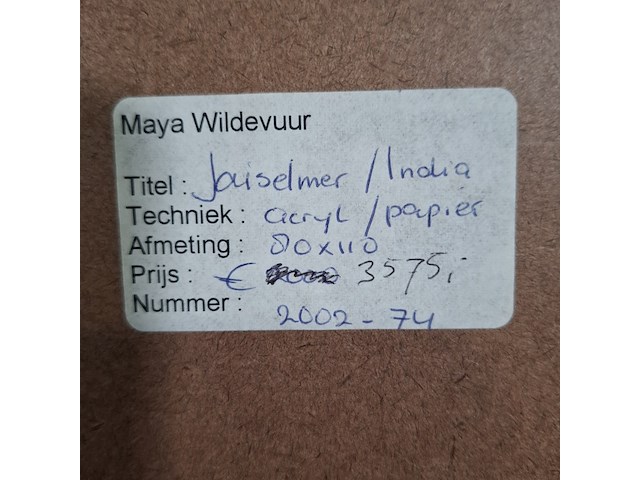 Maya Wildevuur
Titel : Jaiselmer / India
Techniek : acryl / papier
Afmeting : 80x110
Prijs : € 3575,-
Nummer : 2002-74